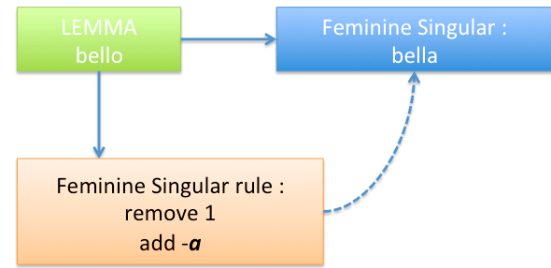 LEMMA
bello
Feminine Singular :
bella
Feminine Singular rule :
remove 1
add -a